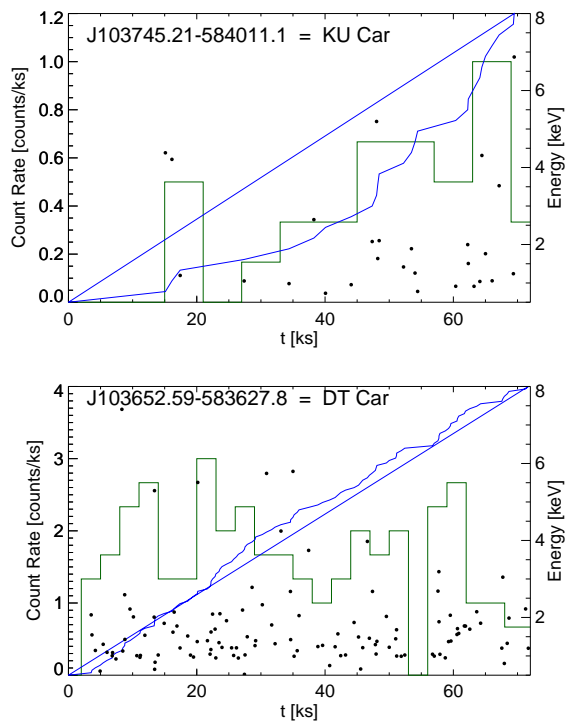 J103745.21-584011.1 = KU Car
1.2
1.0
0.8
0.6
0.4
0.2
0.0
Count Rate [counts/ks]
8
6
4
2
Energy [keV]
0 20 40 60
t [ks]
J103652.59-583627.8 = DT Car
4
3
2
1
0
Count Rate [counts/ks]
8
6
4
2
Energy [keV]
0 20 40 60
t [ks]